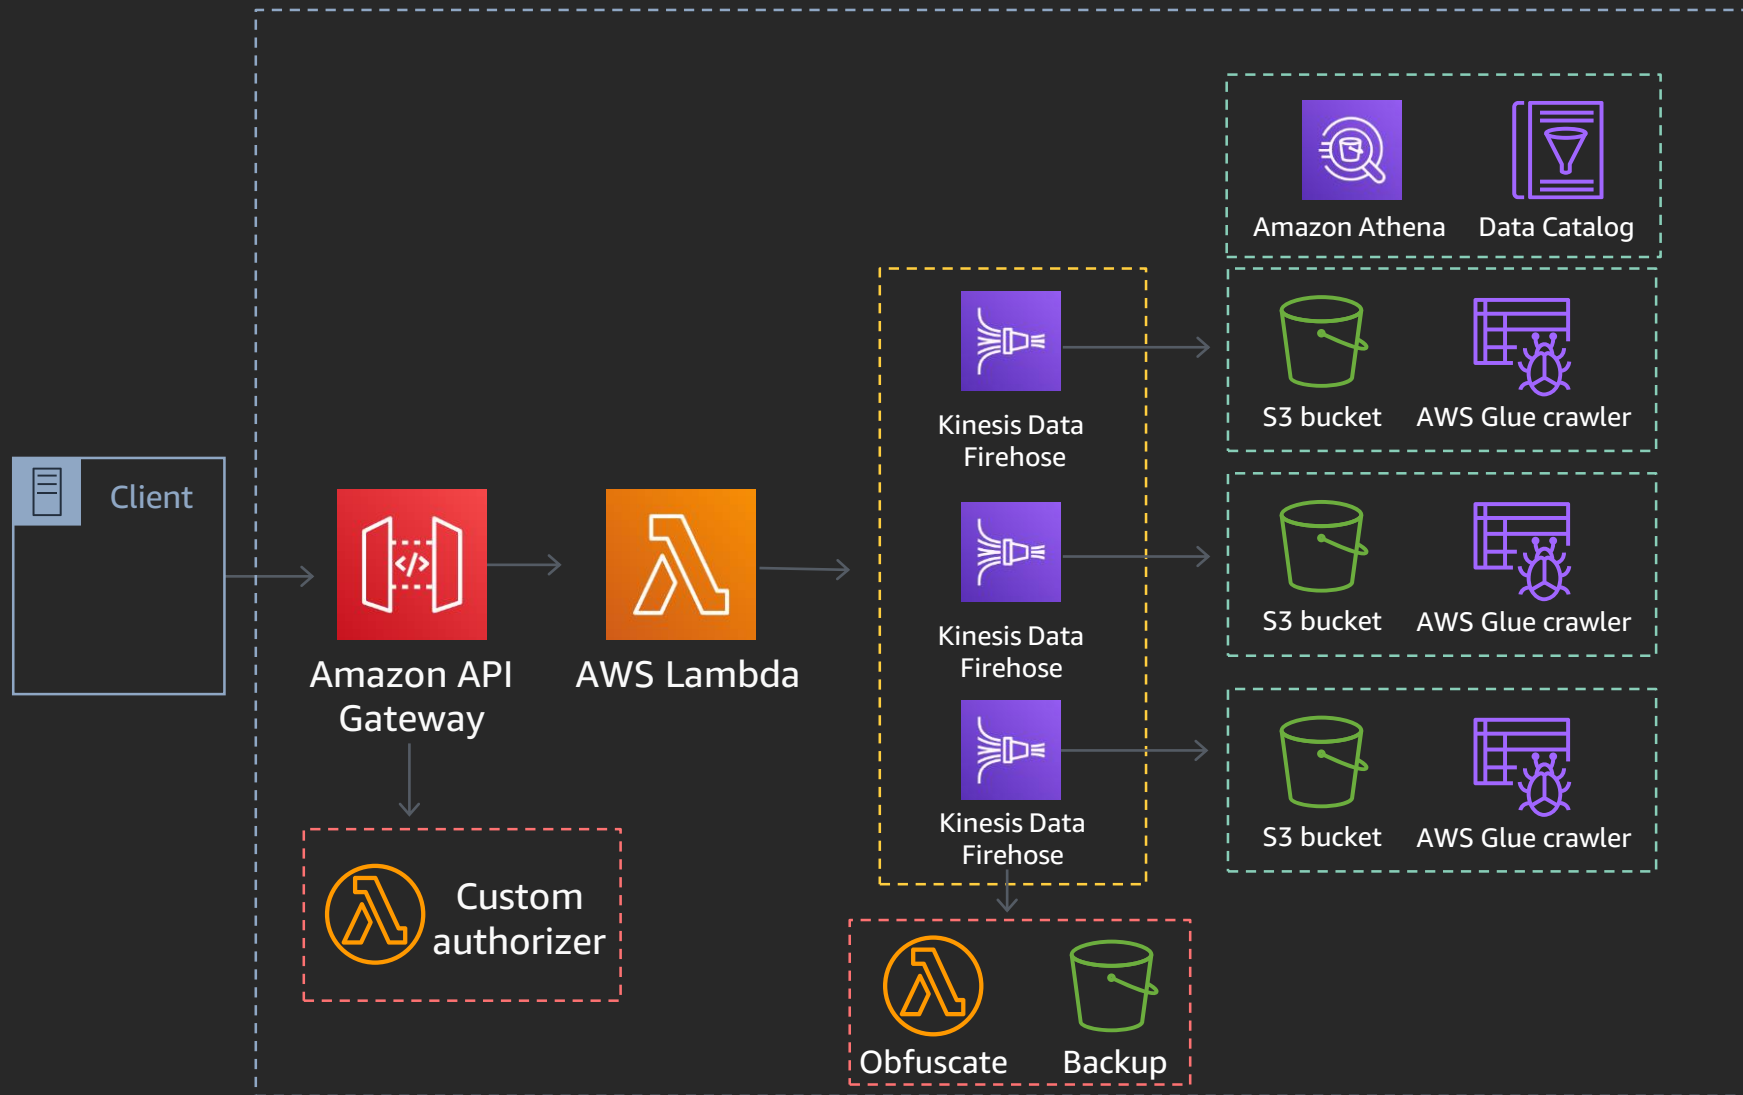 Amazon Athena
Data Catalog
Kinesis Data
Firehose
S3 bucket
AWS Glue crawler
Client
</>
Amazon API
Gateway
AWS Lambda
Kinesis Data
Firehose
S3 bucket
AWS Glue crawler
Kinesis Data
Firehose
S3 bucket
AWS Glue crawler
Custom
authorizer
Obfuscate
Backup